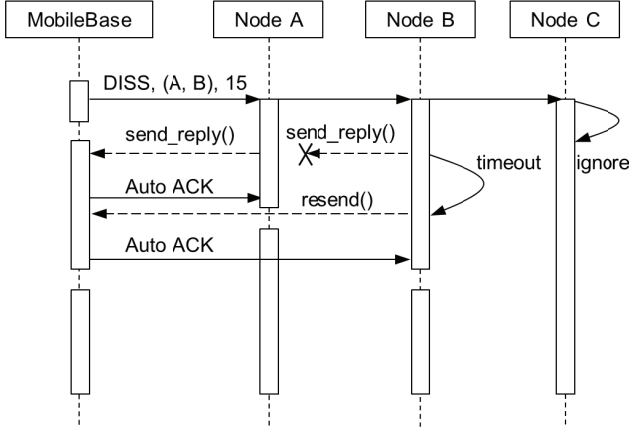 MobileBase
Node A
Node B
Node C
DISS, (A, B), 15
send_reply()
send_reply()
timeout
ignore
Auto ACK
resend()
Auto ACK